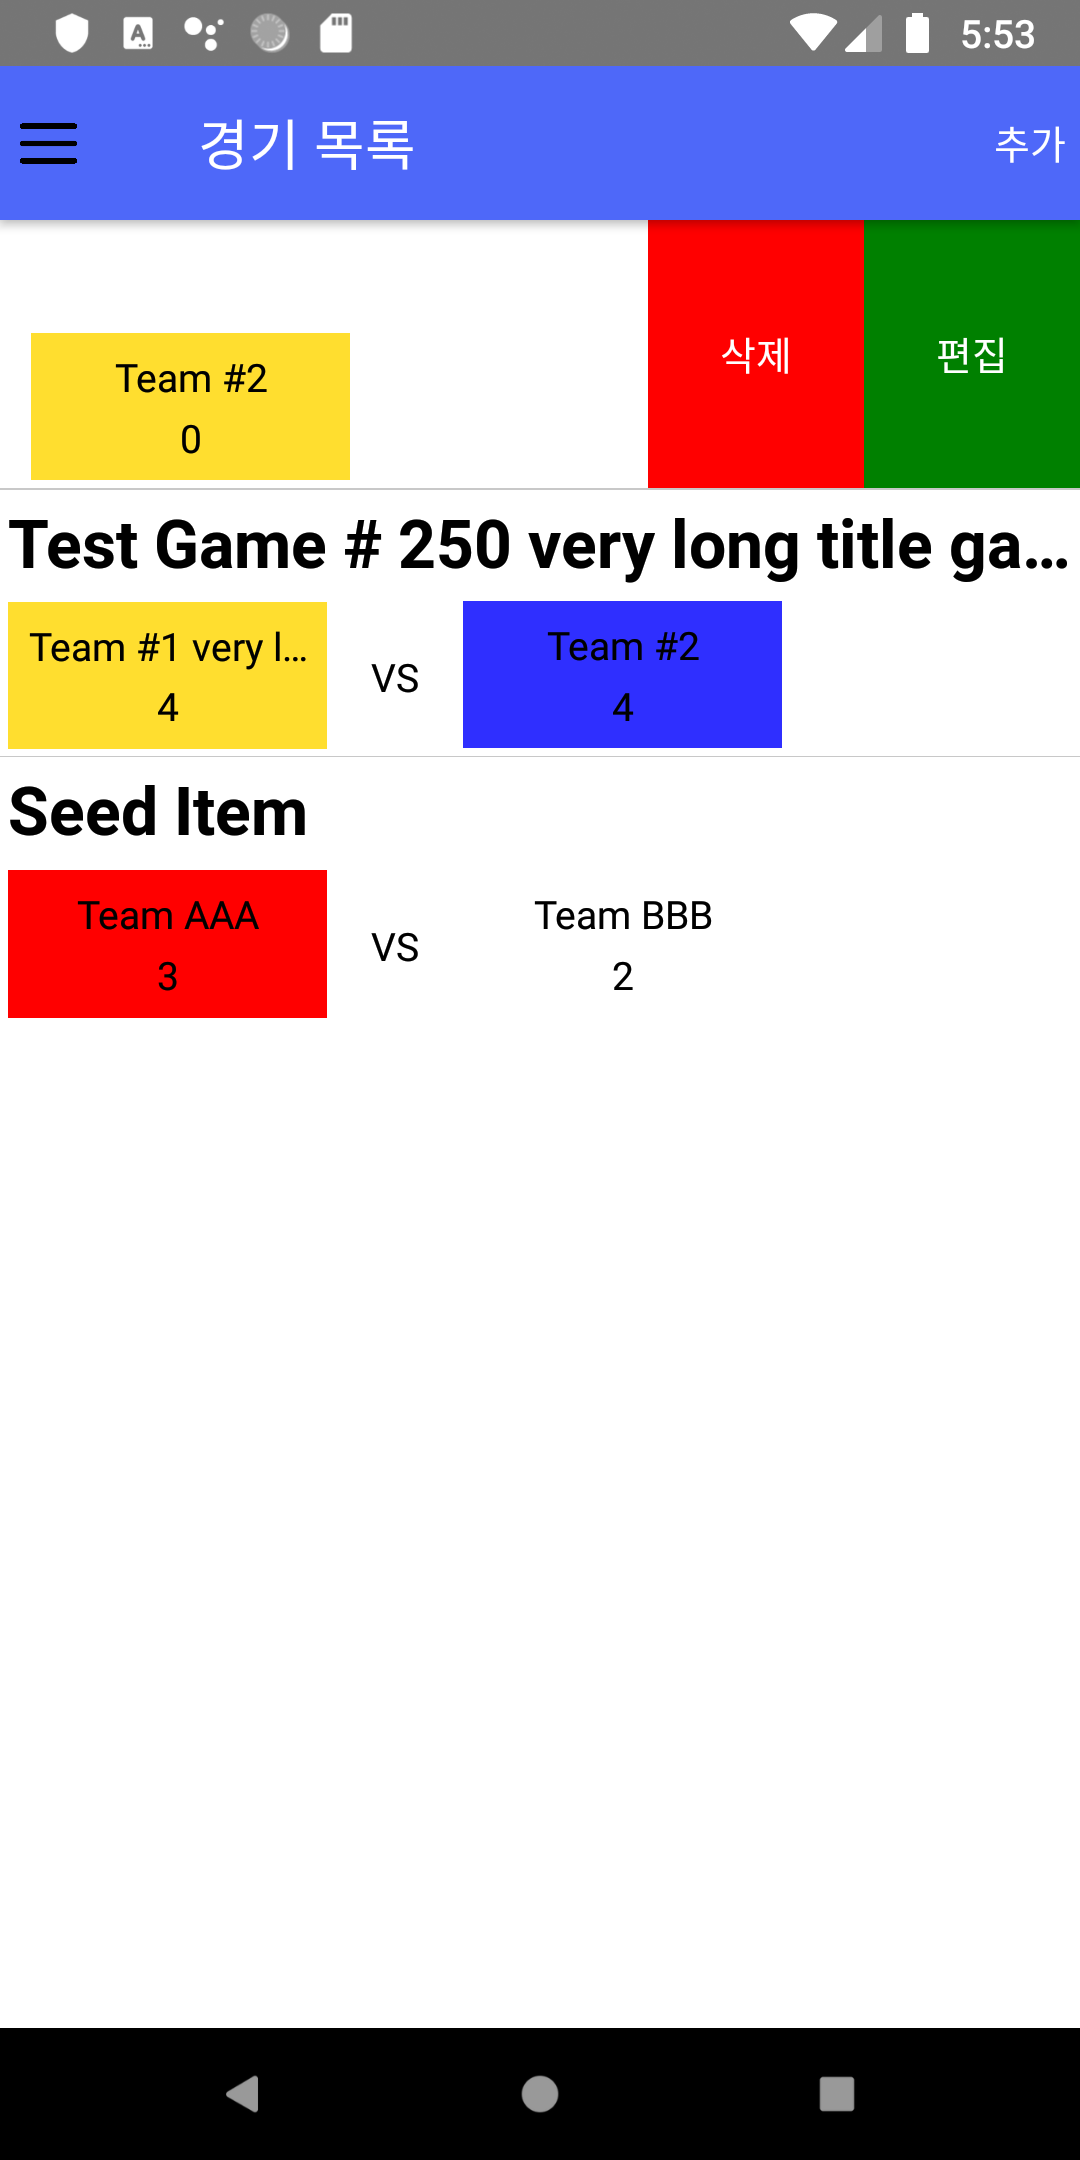 5:53
경기 목록
추가
Team #2
0
삭제
편집
Test Game # 250 very long title ga...
Team #1 very l...
4
VS
Team #2
4
Seed Item
Team AAA
3
VS
Team BBB
2